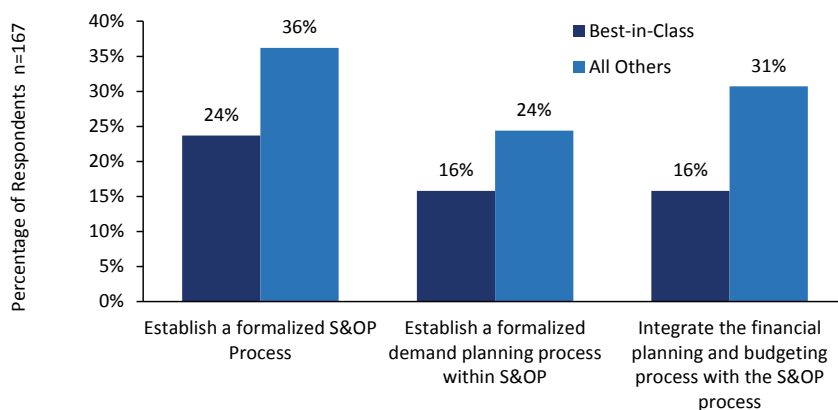 Percentage of Respondents n=167
40%
35%
30%
25%
20%
15%
10%
5%
0%
Best-in-Class
All Others
24%
36%
16%
24%
16%
31%
Establish a formalized S&OP
Process
Establish a formalized
demand planning process
within S&OP
Integrate the financial
planning and budgeting
process with the S&OP
process